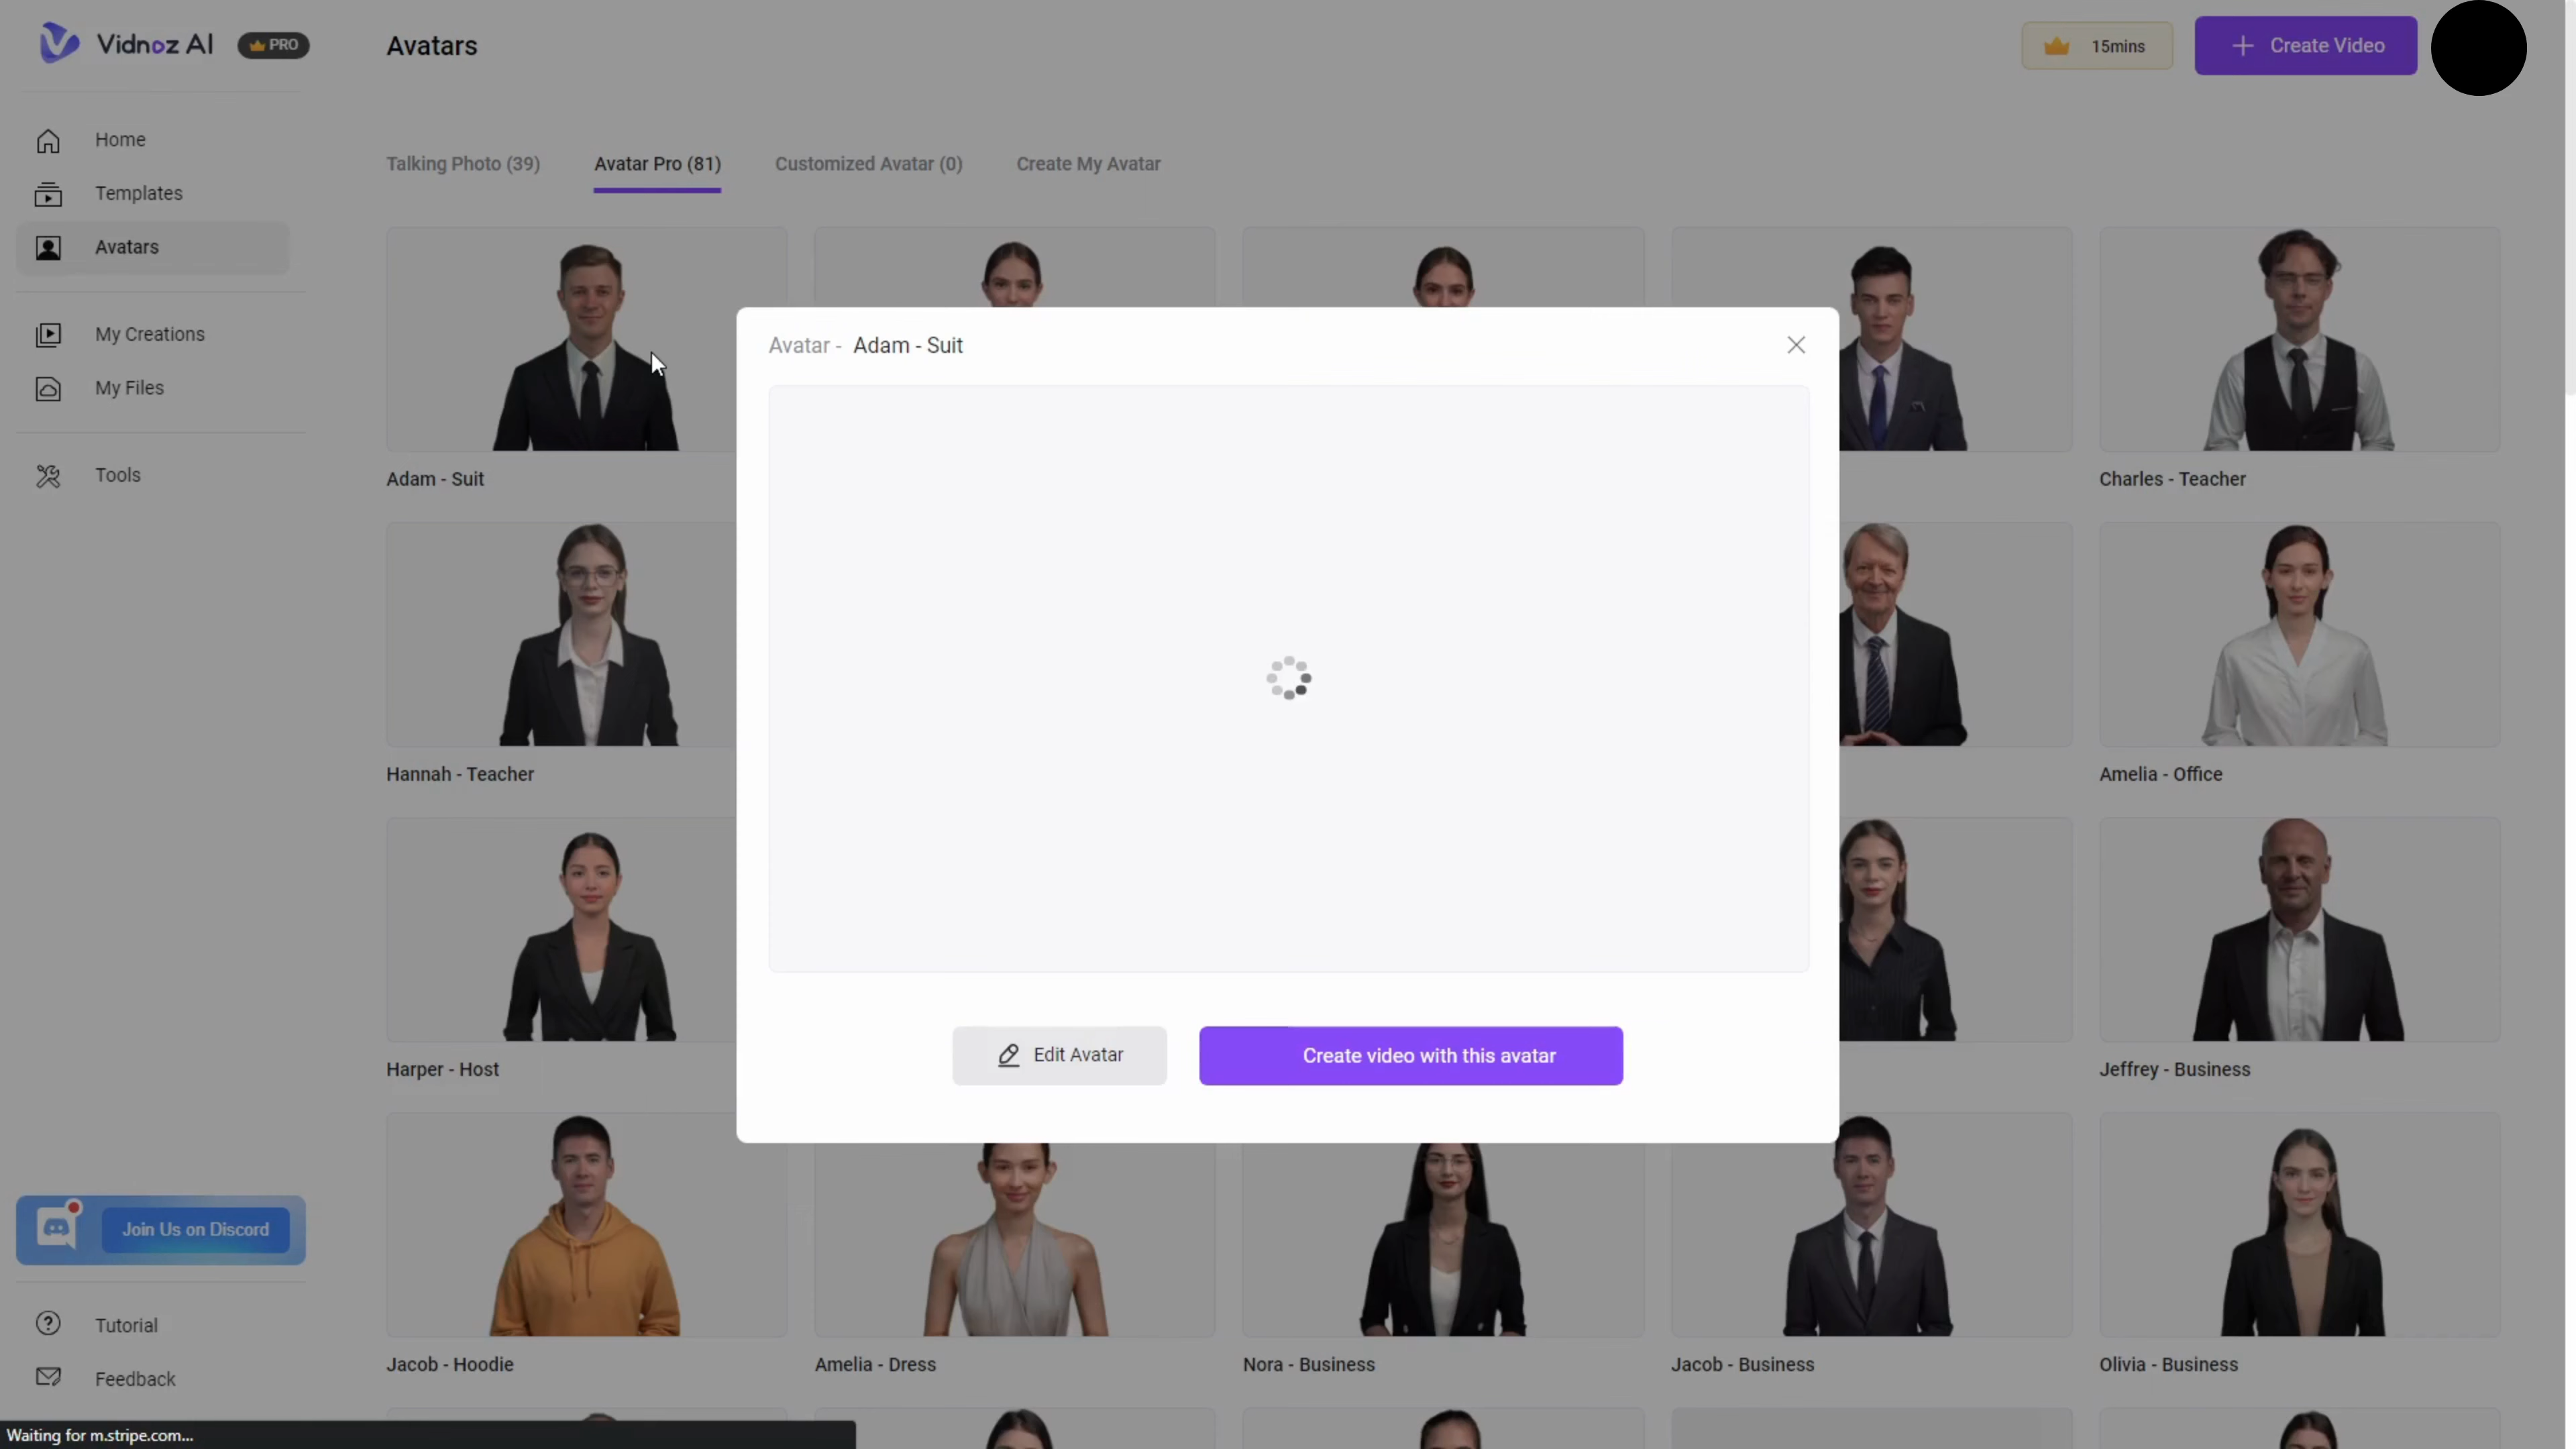 Vidnoz AI
PRO
Avatars
15mins
Create Video
Home
Templates
Avatars
My Creations
My Files
Tools
Talking Photo (39)
Avatar Pro (81)
Customized Avatar (0)
Create My Avatar
Avatar - Adam - Suit
Edit Avatar
Create video with this avatar
Adam - Suit
Charles - Teacher
Hannah - Teacher
Amelia - Office
Harper - Host
Jeffrey - Business
Jacob - Hoodie
Amelia - Dress
Nora - Business
Jacob - Business
Olivia - Business
Join Us on Discord
Tutorial
Feedback
Waiting for m.stripe.com...